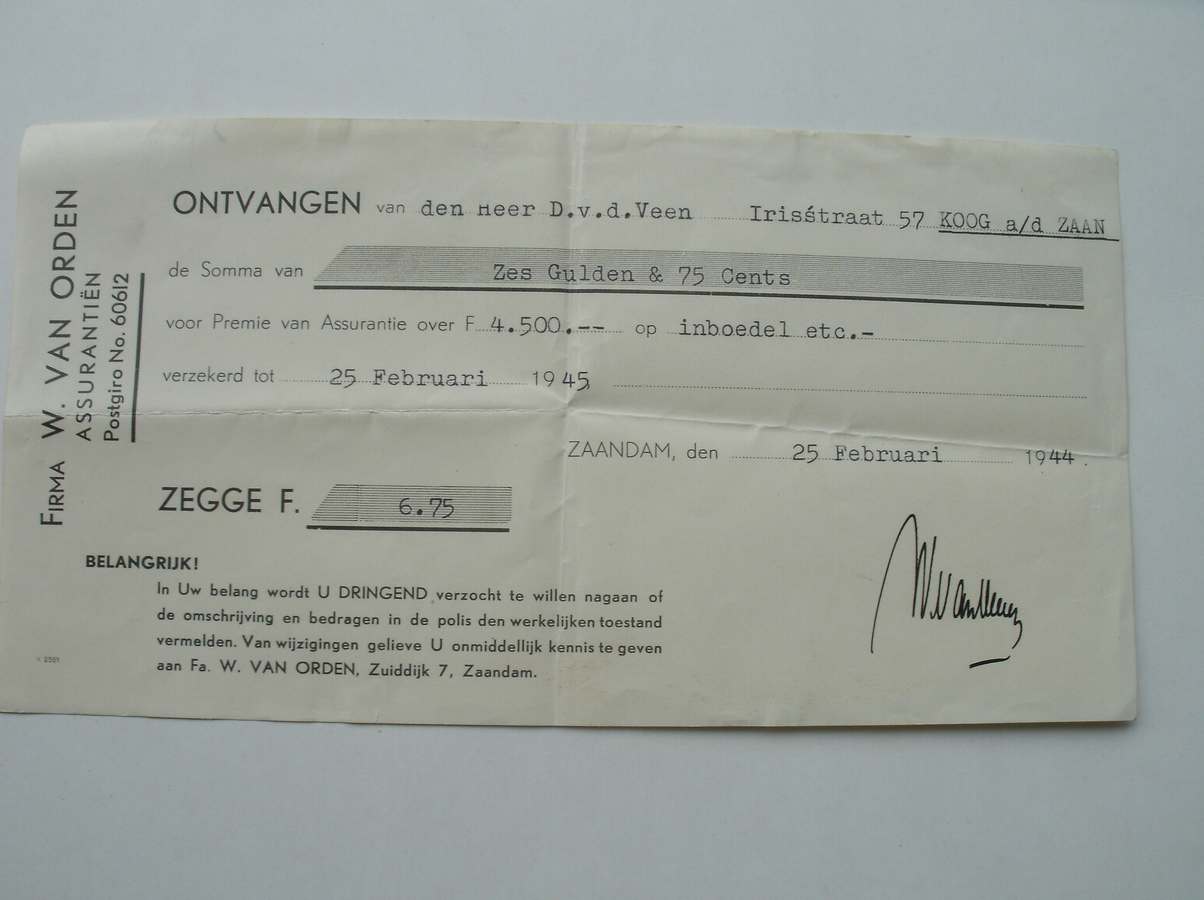 FIRMA W. VAN ORDEN
ASSURANTIËN
Postgiro No. 60612
ONTVANGEN van den Heer D.v.d.Veen Irisstraat 57 KOOG a/d ZAAN
de Somma van Zes Gulden & 75 Cents
voor Premie van Assurantie over F 4.500.-- op inboedel etc.-
verzekerd tot 25 Februari 1945
ZAANDAM, den 25 Februari 1944.
ZEGGE F. 6.75
BELANGRIJK!
In Uw belang wordt U DRINGEND verzocht te willen nagaan of
de omschrijving en bedragen in de polis den werkelijken toestand
vermelden. Van wijzigingen gelieve U onmiddellijk kennis te geven
aan Fa. W. VAN ORDEN, Zuiddijk 7, Zaandam.